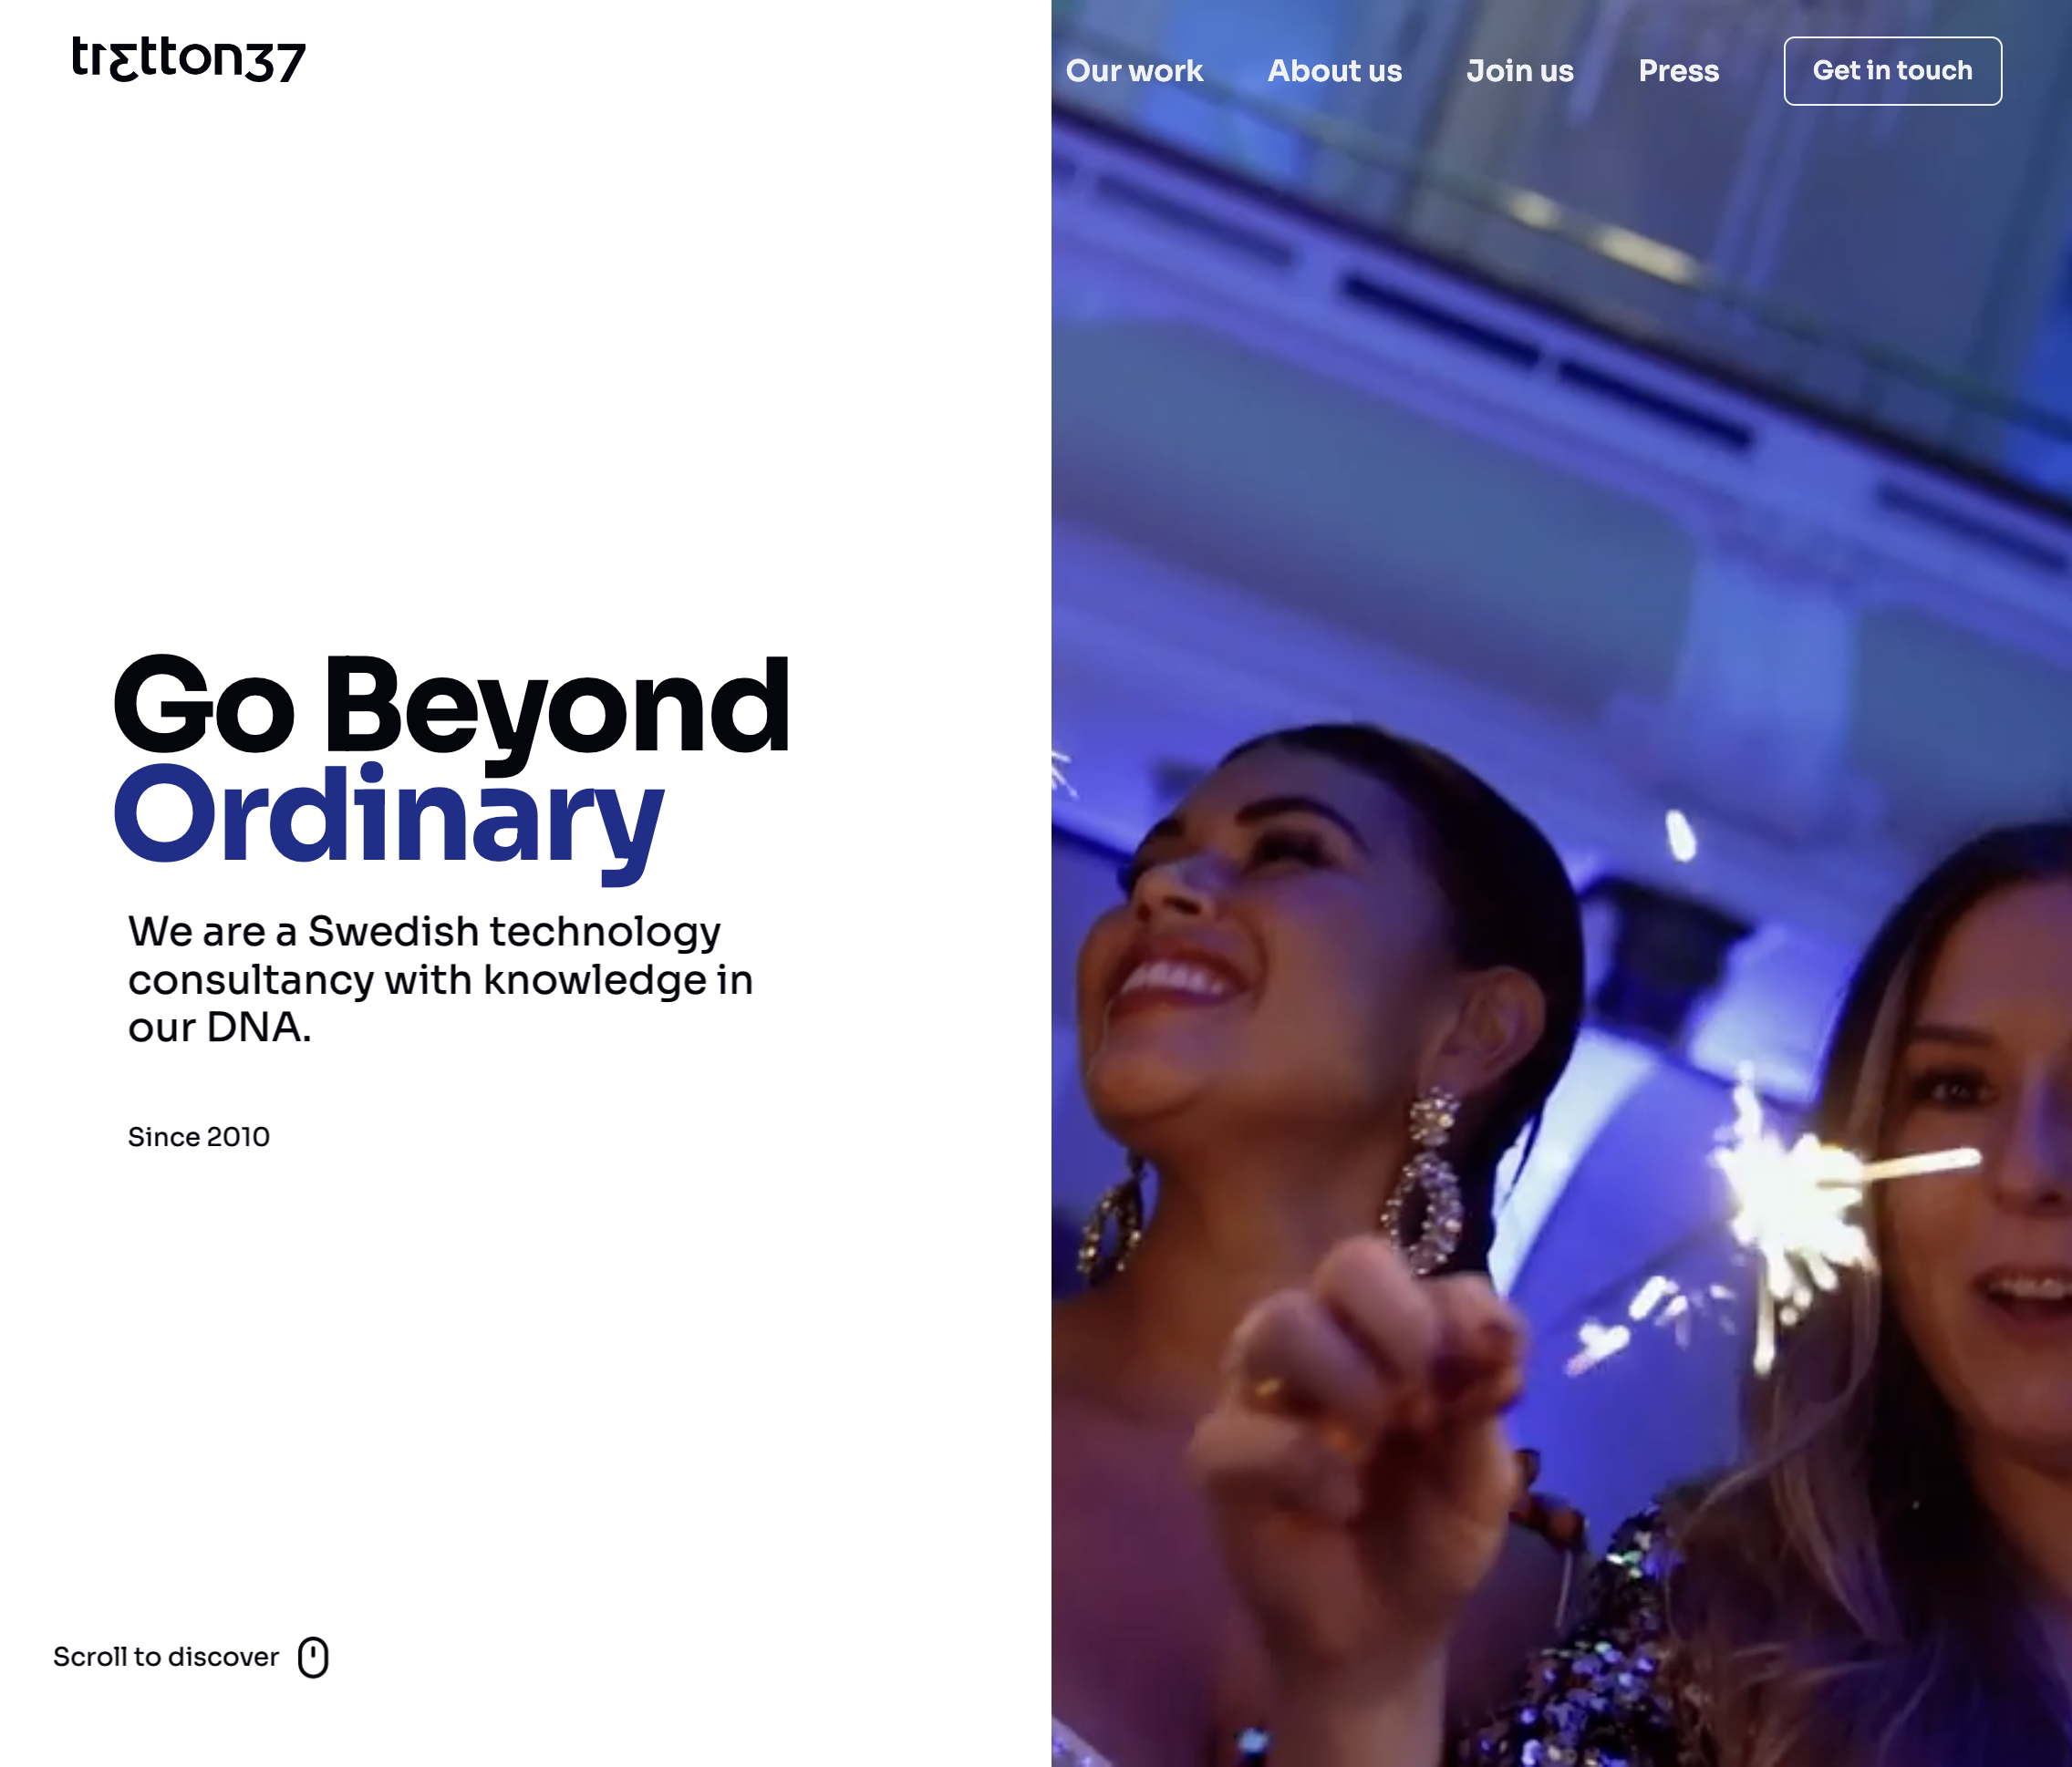 tretton37
Our work
About us
Join us
Press
Get in touch
Go Beyond
Ordinary
We are a Swedish technology
consultancy with knowledge in
our DNA.
Since 2010
Scroll to discover